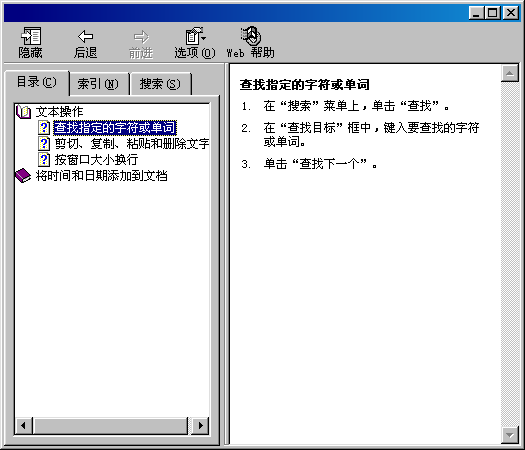 隐藏 后退 前进 选项(O) Web 帮助
目录(C) 索引(N) 搜索(S)
文本操作
查找指定的字符或单词
剪切、复制、粘贴和删除文字
按窗口大小换行
将时间和日期添加到文档
查找指定的字符或单词
1. 在“搜索”菜单上，单击“查找”。
2. 在“查找目标”框中，键入要查找的字符
或单词。
3. 单击“查找下一个”。